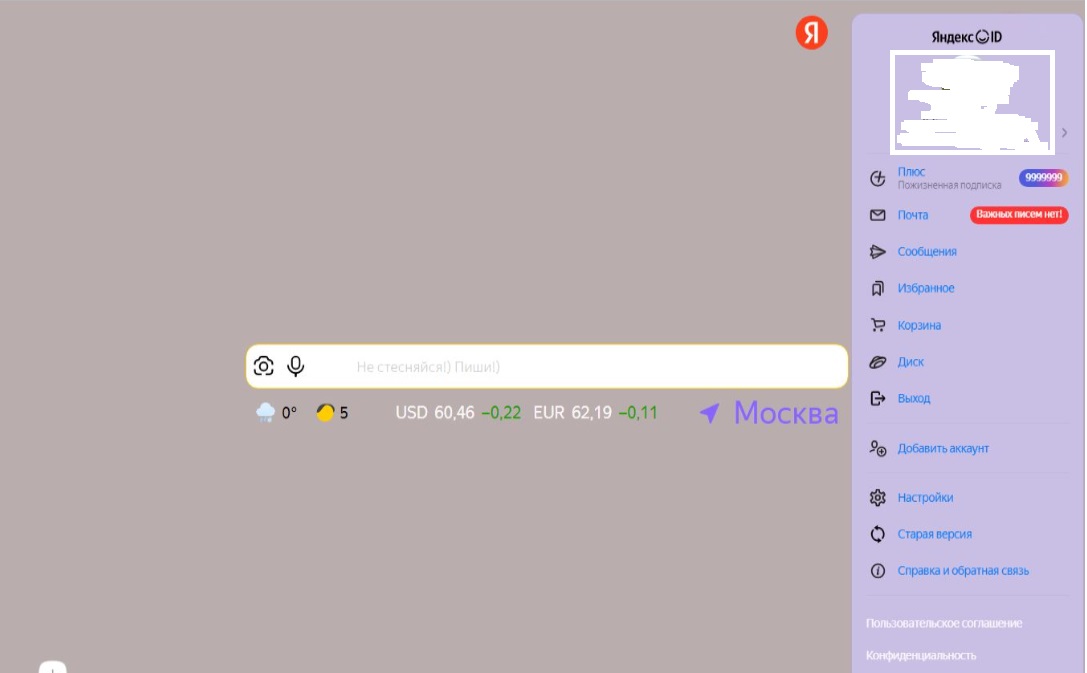 Я
Яндекс ID
Плюс
Пожизненная подписка
9999999
Почта
Важных писем нет!
Сообщения
Избранное
Корзина
Диск
Выход
Добавить аккаунт
Настройки
Старая версия
Справка и обратная связь
Пользовательское соглашение
Конфиденциальность
Не стесняйся!) Пиши!)
0° 5 USD 60,46 −0,22 EUR 62,19 −0,11 Москва